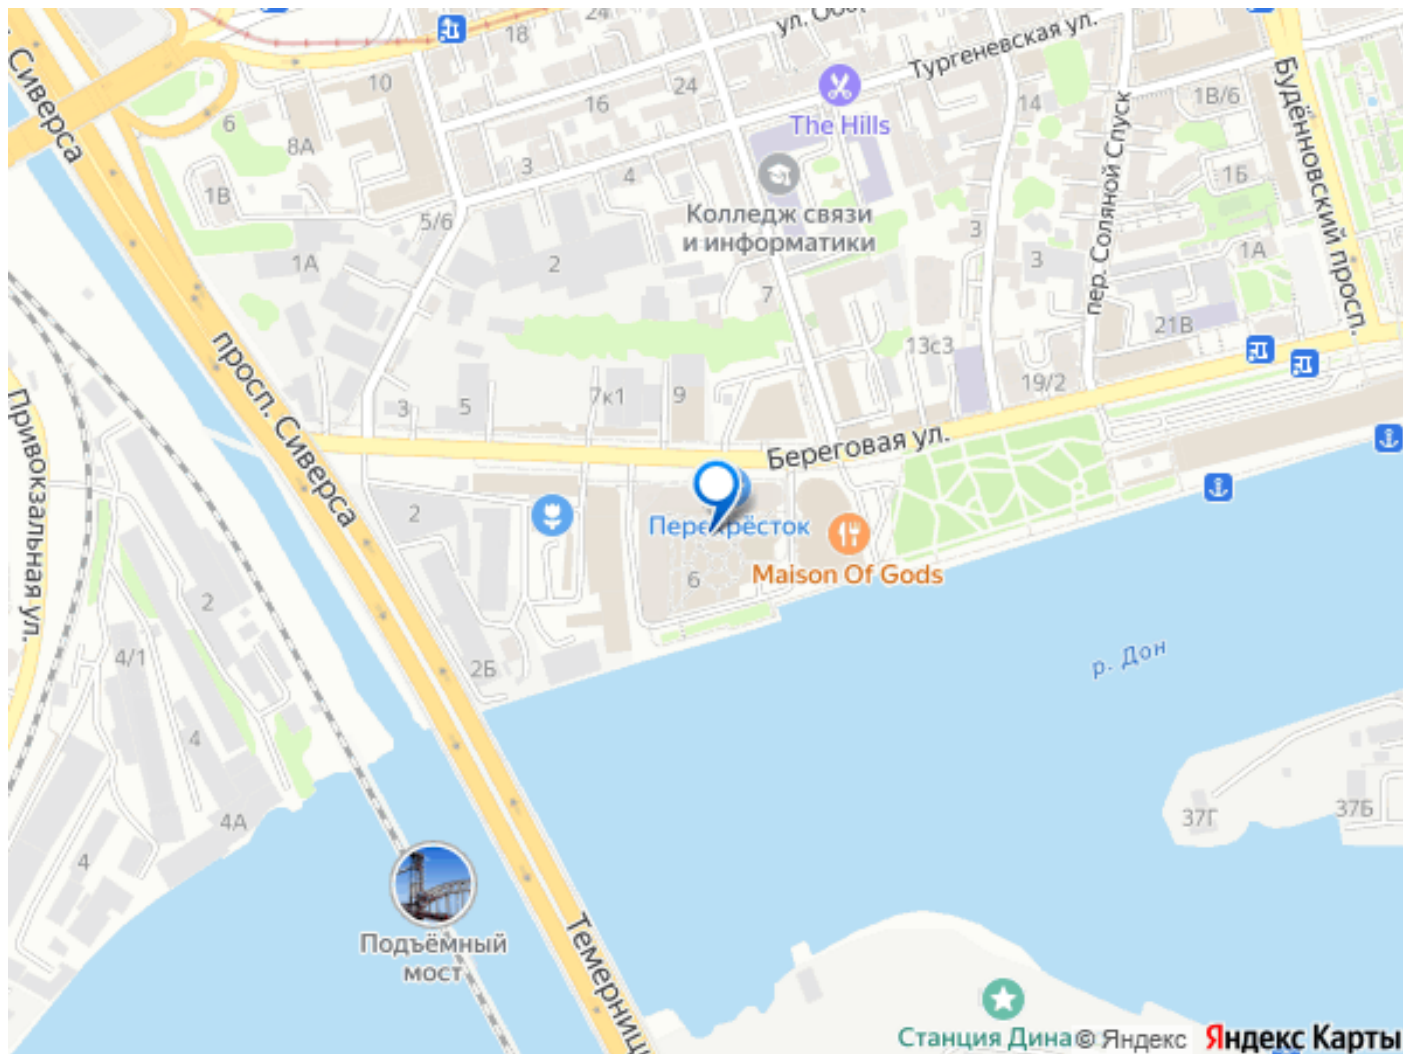 24
18
ул.
Тургеневская ул.
Сиверса
10
24
16
The Hills
14
1В/6
Будённовский просп.
пер. Соляной Спуск
6
8А
3
4
1В
5/6
Колледж связи
и информатики
1Б
3
3
1А
1А
2
7
21В
просп. Сиверса
13с3
19/2
3
5
7к1
9
Привокзальная ул.
Береговая ул.
2
Перекрёсток
6
Maison Of Gods
2
4/1
2Б
р. Дон
4
37Г
37Б
4А
4
Подъёмный
мост
Станция Дина
© Яндекс
Яндекс Карты